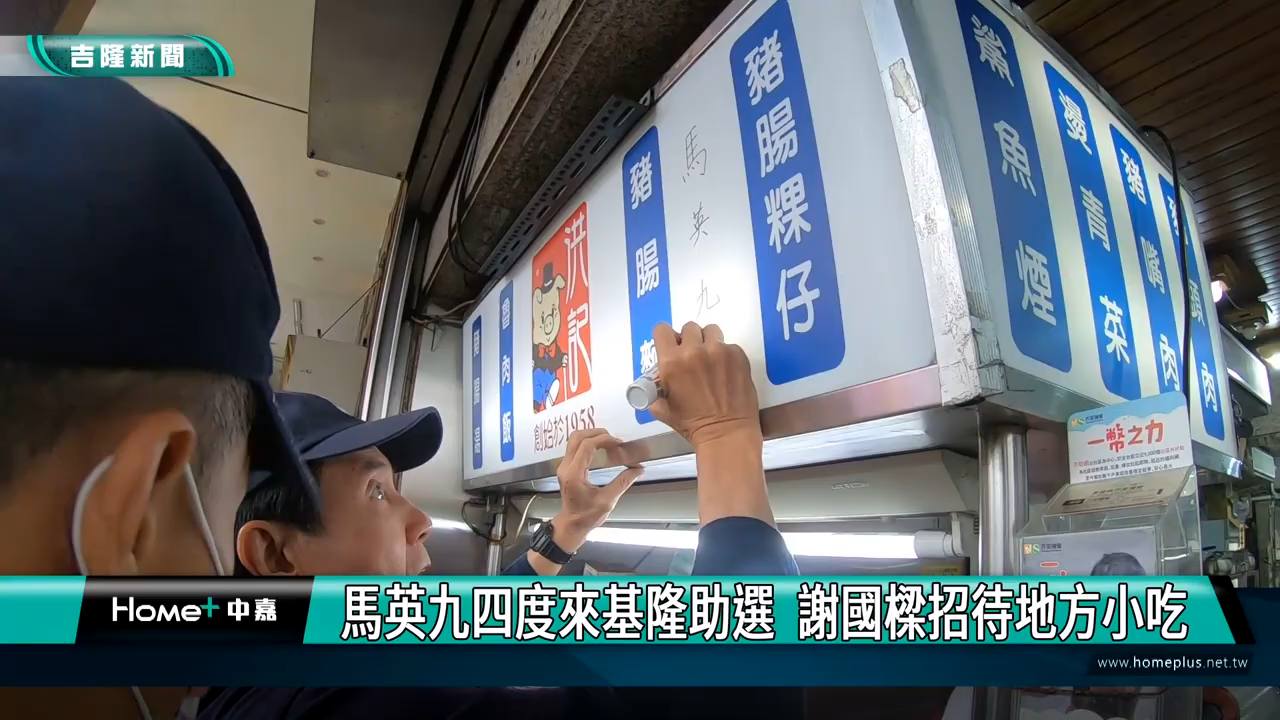 吉隆新聞
豬腸粿仔
馬英九
豬腸
洪記
創始於1958
魯肉飯
鯊魚煙
燙青菜
豬嘴肉
頭肉
一幣之力
Home+中嘉
馬英九四度來基隆助選 謝國樑招待地方小吃
www.homeplus.net.tw